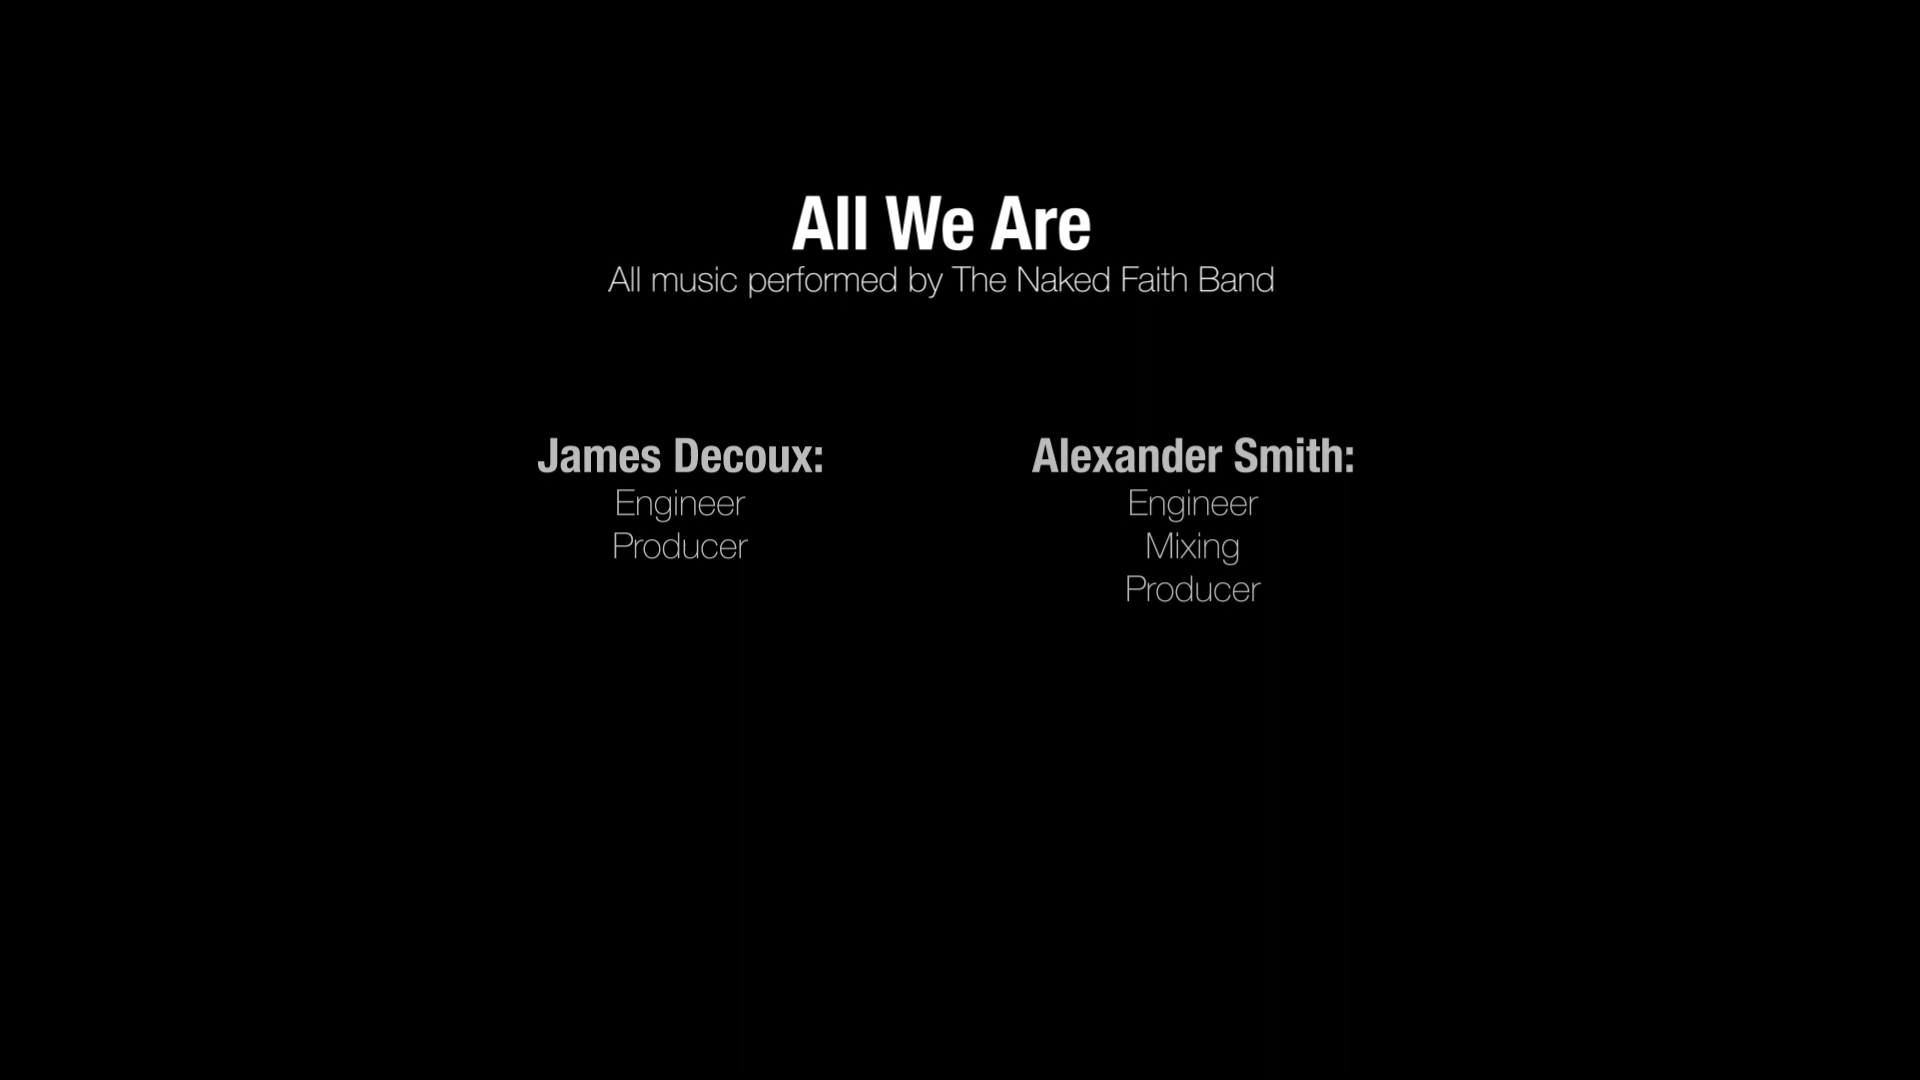 All We Are
All music performed by The Naked Faith Band
James Decoux:
Engineer
Producer
Alexander Smith:
Engineer
Mixing
Producer